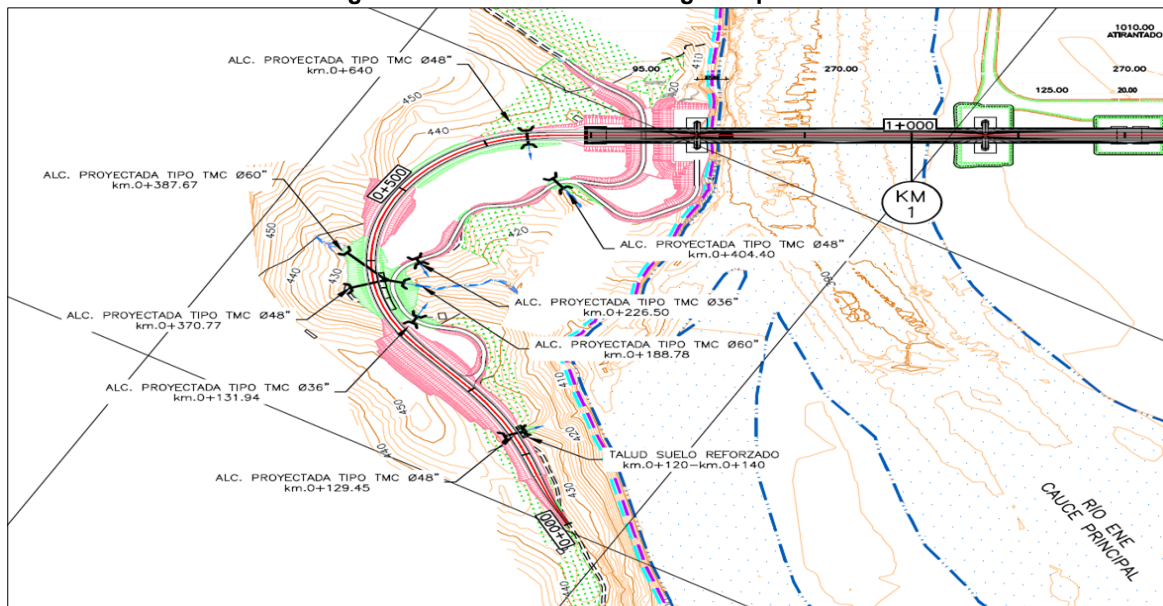 1010.00
ATIRANTADO
ALC. PROYECTADA TIPO TMC Ø48"
km.0+640
95.00
410
420
270.00
125.00
270.00
20.00
450
440
1+000
KM
1
ALC. PROYECTADA TIPO TMC Ø60"
km.0+387.67
0+500
450
440
430
420
ALC. PROYECTADA TIPO TMC Ø48"
km.0+404.40
390
ALC. PROYECTADA TIPO TMC Ø36"
km.0+226.50
ALC. PROYECTADA TIPO TMC Ø48"
km.0+370.77
ALC. PROYECTADA TIPO TMC Ø60"
km.0+188.78
ALC. PROYECTADA TIPO TMC Ø36"
km.0+131.94
410
450
440
420
TALUD SUELO REFORZADO
km.0+120-km.0+140
ALC. PROYECTADA TIPO TMC Ø48"
km.0+129.45
430
0+000
440
RIO ENE
CAUCE PRINCIPAL